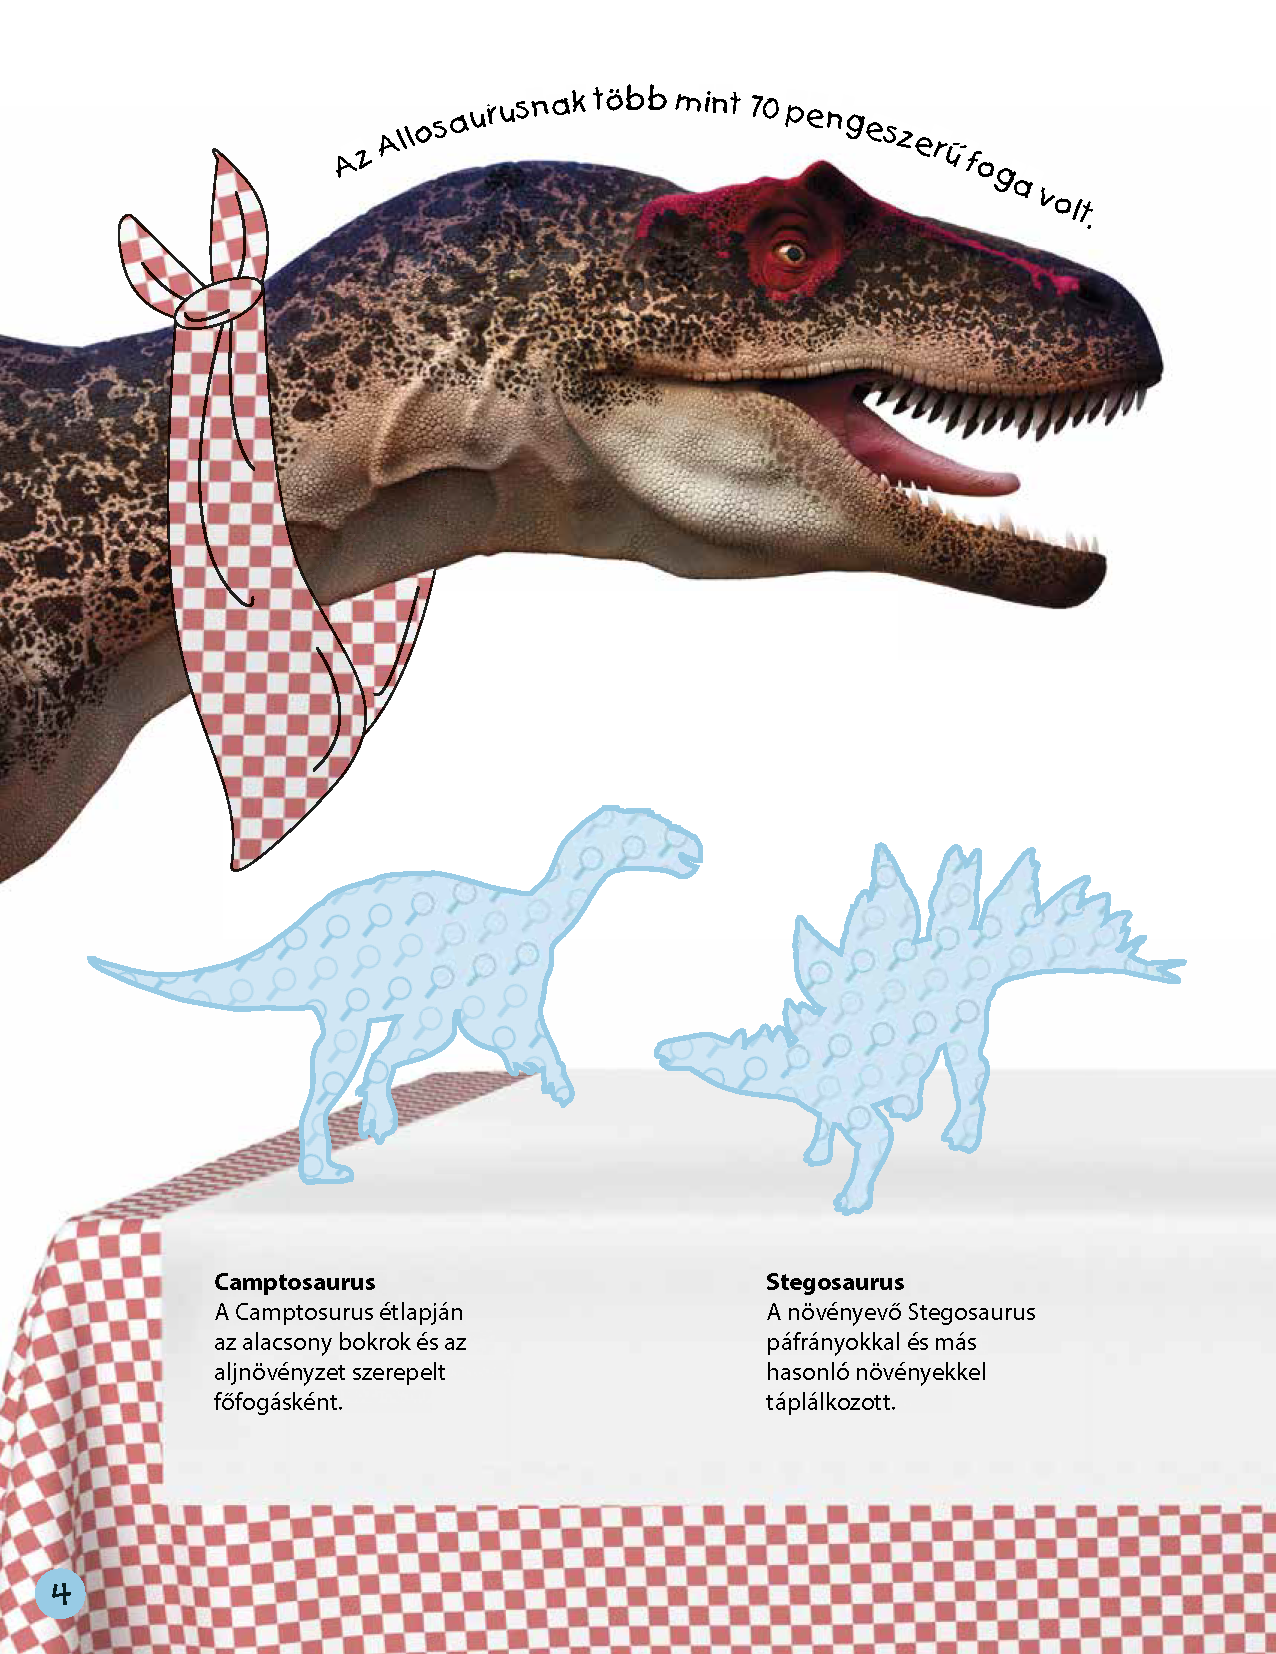 Az Allosaurusnak több mint 70 pengeszerű foga volt.
Camptosaurus
A Camptosurus étlapján
az alacsony bokrok és az
aljnövényzet szerepelt
főfogásként.
Stegosaurus
A növényevő Stegosaurus
páfrányokkal és más
hasonló növényekkel
táplálkozott.
4